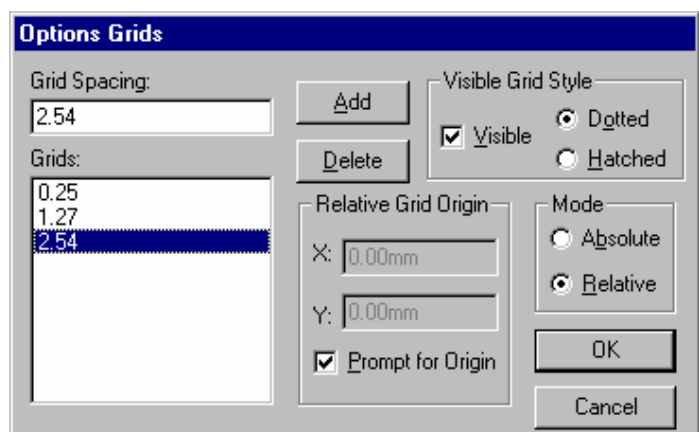 Options Grids
Grid Spacing:
2.54
Grids:
0.25
1.27
2.54
Add
Delete
Visible Grid Style
Visible
Dotted
Hatched
Relative Grid Origin
X: 0.00mm
Y: 0.00mm
Prompt for Origin
Mode
Absolute
Relative
OK
Cancel